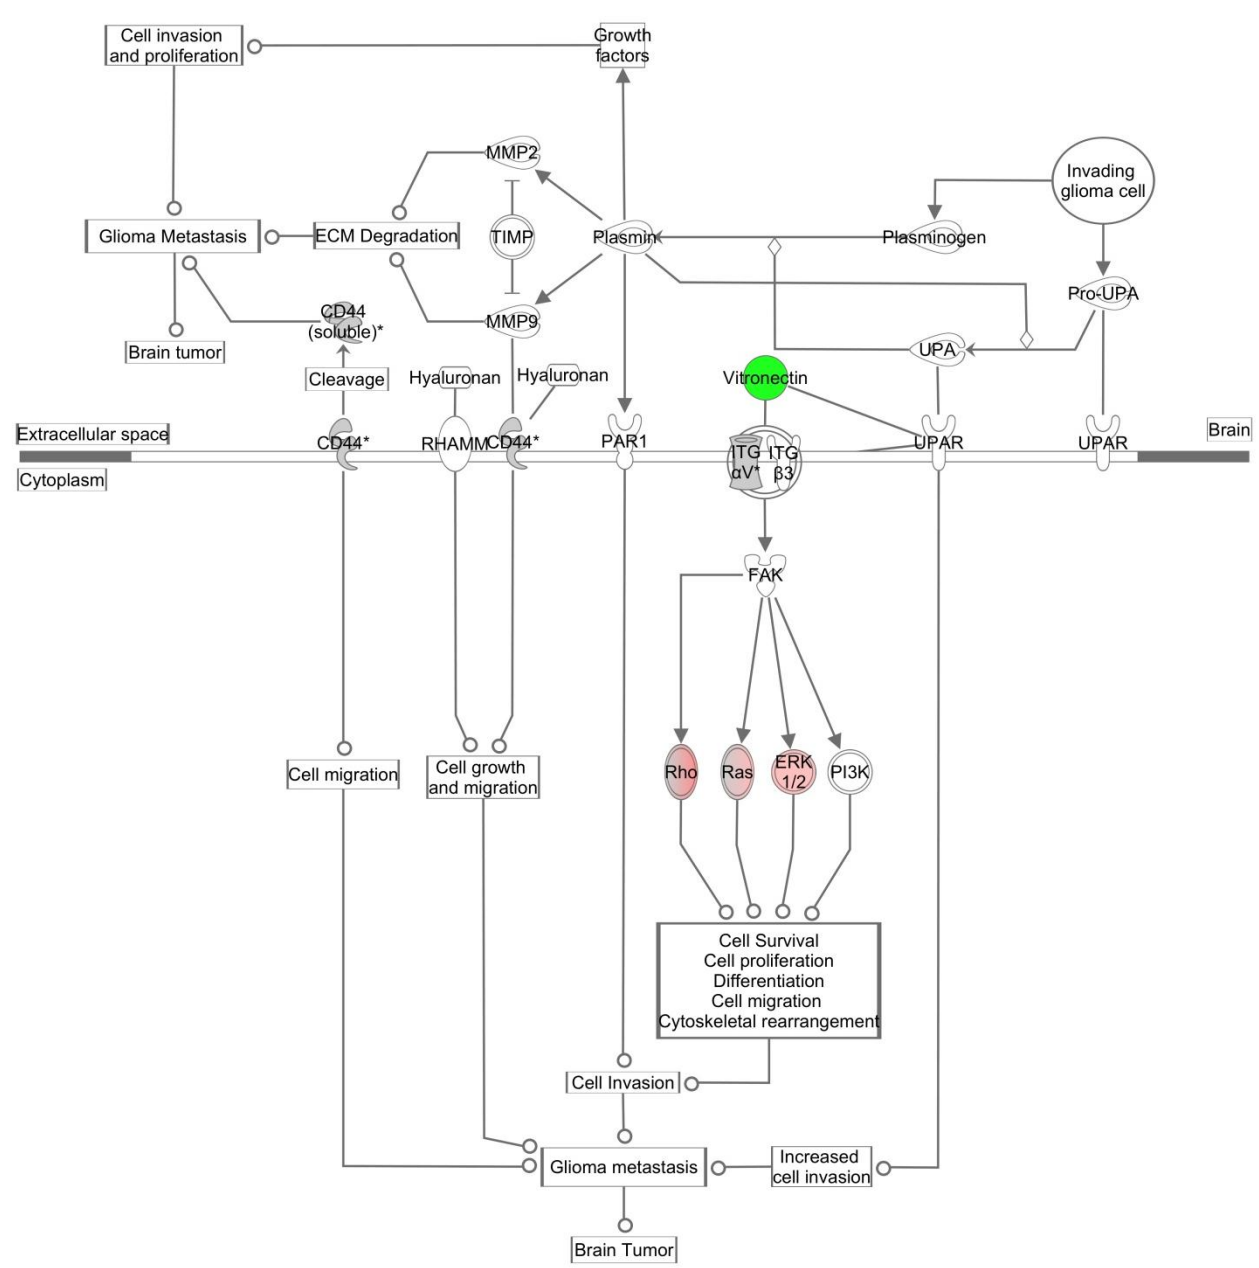 Cell invasion
and proliferation
Growth
factors
MMP2
Invading
glioma cell
Glioma Metastasis
ECM Degradation
TIMP
Plasmin
Plasminogen
Pro-UPA
CD44
(soluble)*
MMP9
Brain tumor
UPA
Cleavage
Hyaluronan
Hyaluronan
Vitronectin
Extracellular space
Brain
CD44*
RHAMM
CD44*
PAR1
ITG
αV*
ITG
β3
UPAR
UPAR
Cytoplasm
FAK
Rho
Ras
ERK
1/2
PI3K
Cell migration
Cell growth
and migration
Cell Survival
Cell proliferation
Differentiation
Cell migration
Cytoskeletal rearrangement
Cell Invasion
Glioma metastasis
Increased
cell invasion
Brain Tumor